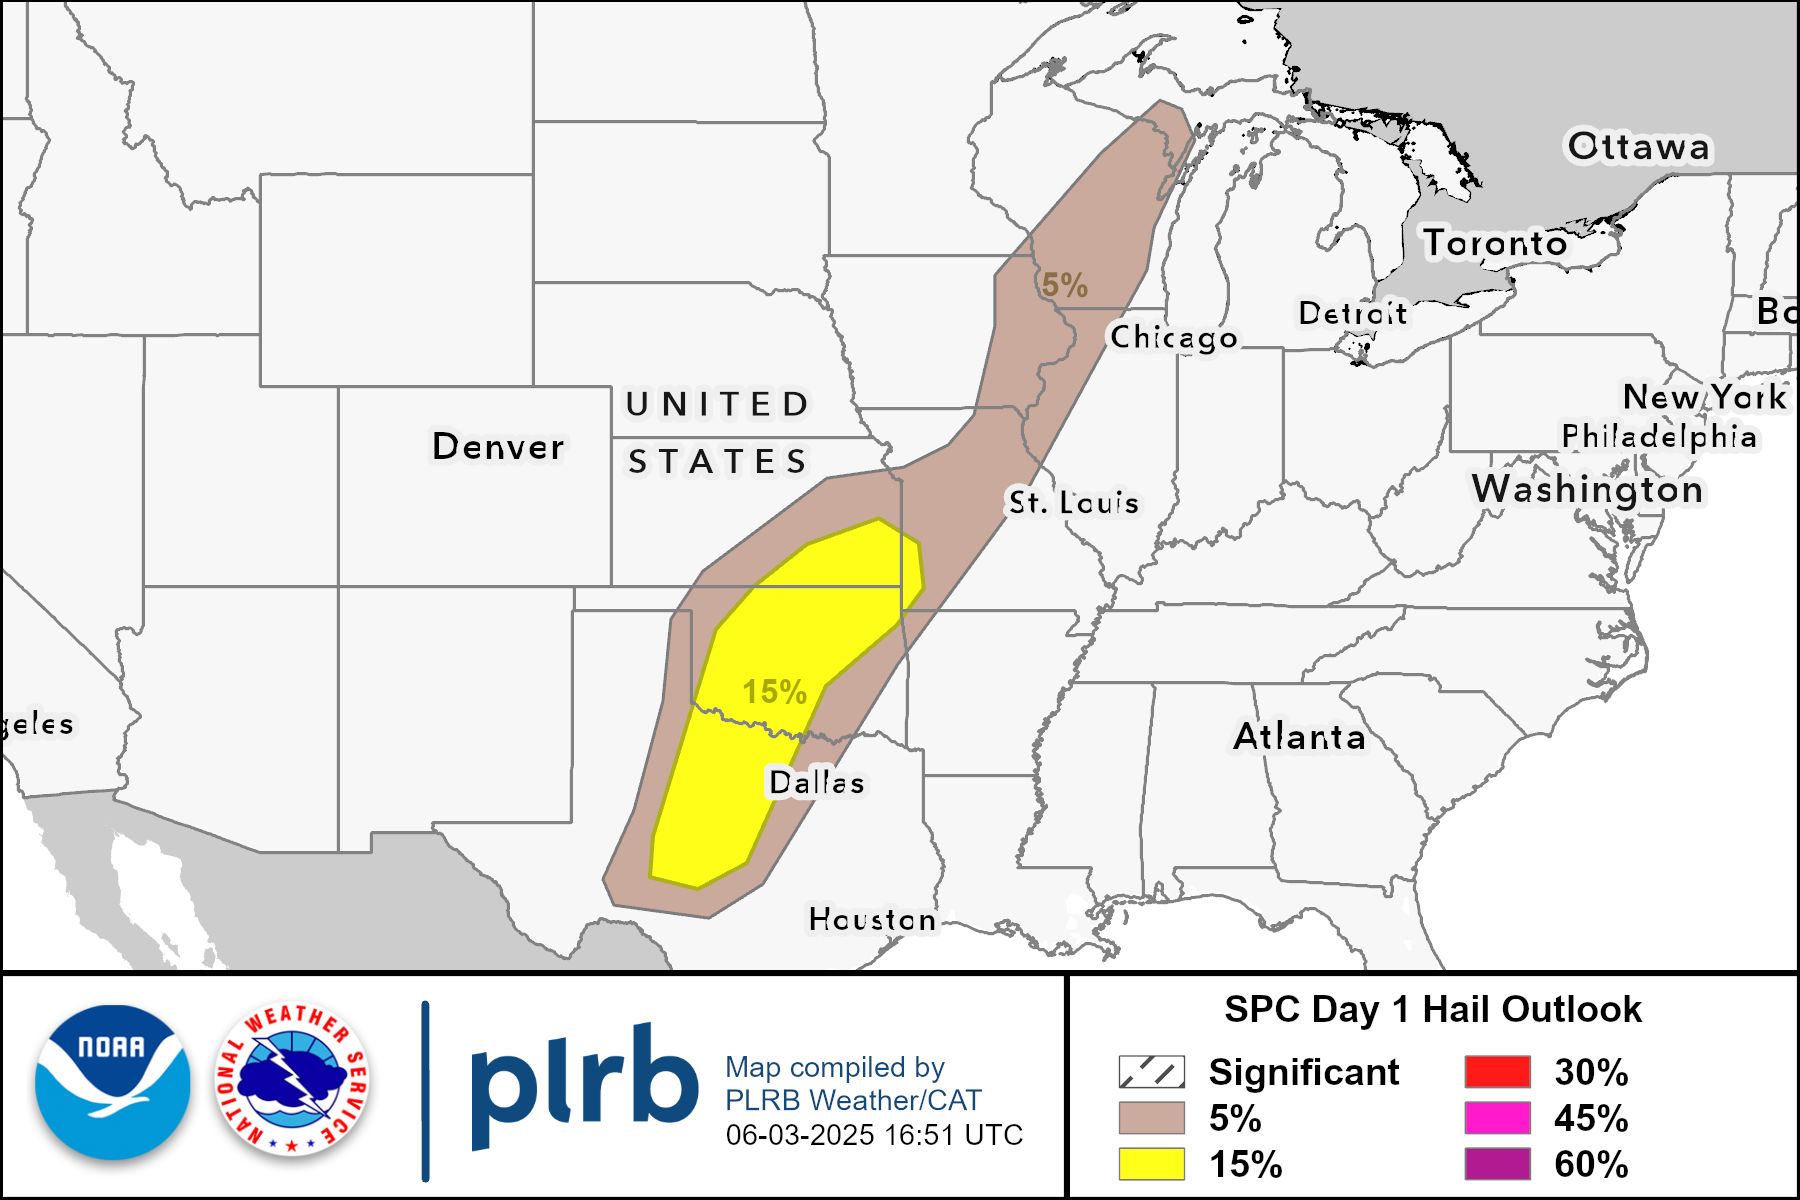 Ottawa
Toronto
Detroit
Bo
5%
Chicago
New York
UNITED
STATES
Denver
Philadelphia
Washington
St. Louis
15%
geles
Atlanta
Dallas
Houston
NOAA
NATIONAL WEATHER SERVICE
plrb
Map compiled by
PLRB Weather/CAT
06-03-2025 16:51 UTC
SPC Day 1 Hail Outlook
Significant
5%
15%
30%
45%
60%